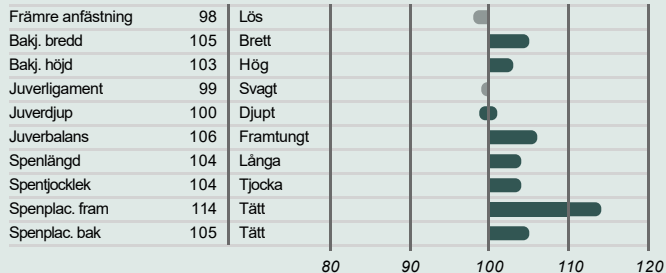 Främre anfästning 98 Lös
Bakj. bredd 105 Brett
Bakj. höjd 103 Hög
Juverligament 99 Svagt
Juverdjup 100 Djupt
Juverbalans 106 Framtungt
Spenlängd 104 Långa
Spentjocklek 104 Tjocka
Spenplac. fram 114 Tätt
Spenplac. bak 105 Tätt
80 90 100 110 120